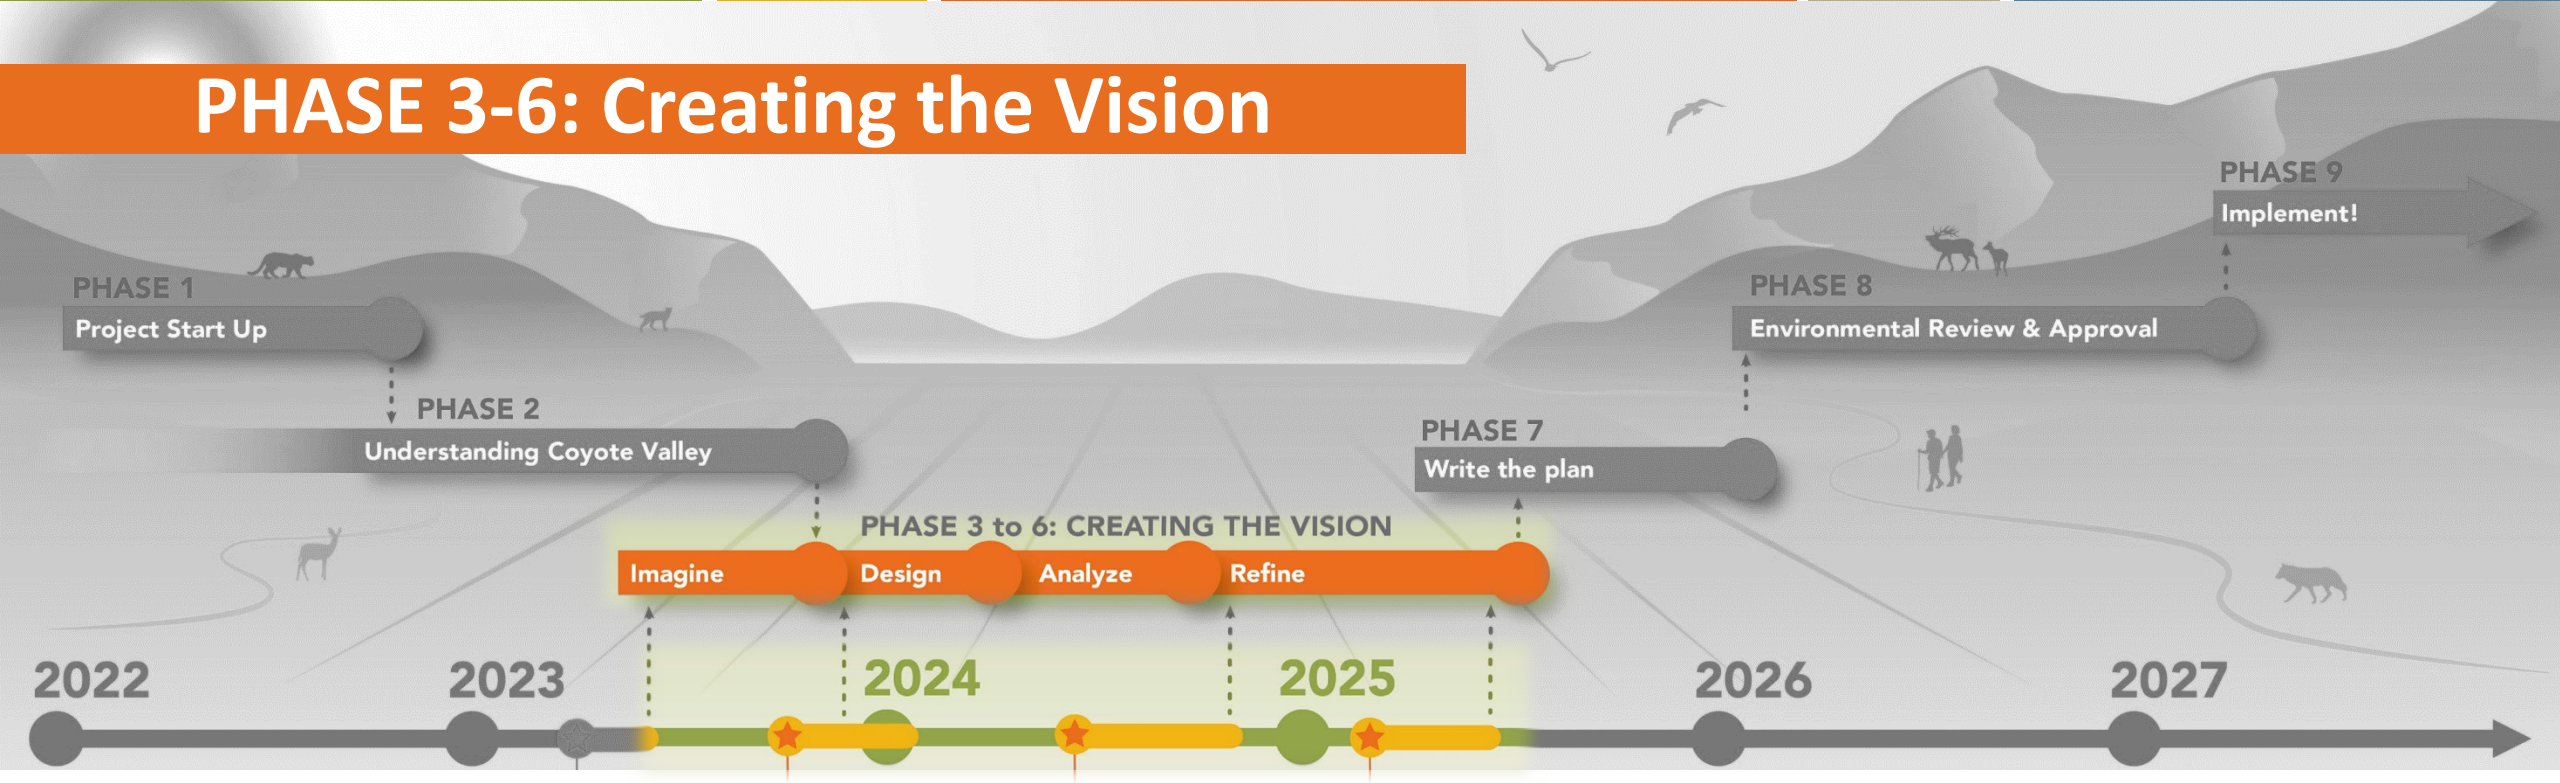 PHASE 3-6: Creating the Vision
PHASE 9
Implement!
PHASE 1
Project Start Up
PHASE 8
Environmental Review & Approval
PHASE 2
Understanding Coyote Valley
PHASE 7
Write the plan
PHASE 3 to 6: CREATING THE VISION
Imagine
Design
Analyze
Refine
2022
2023
2024
2025
2026
2027